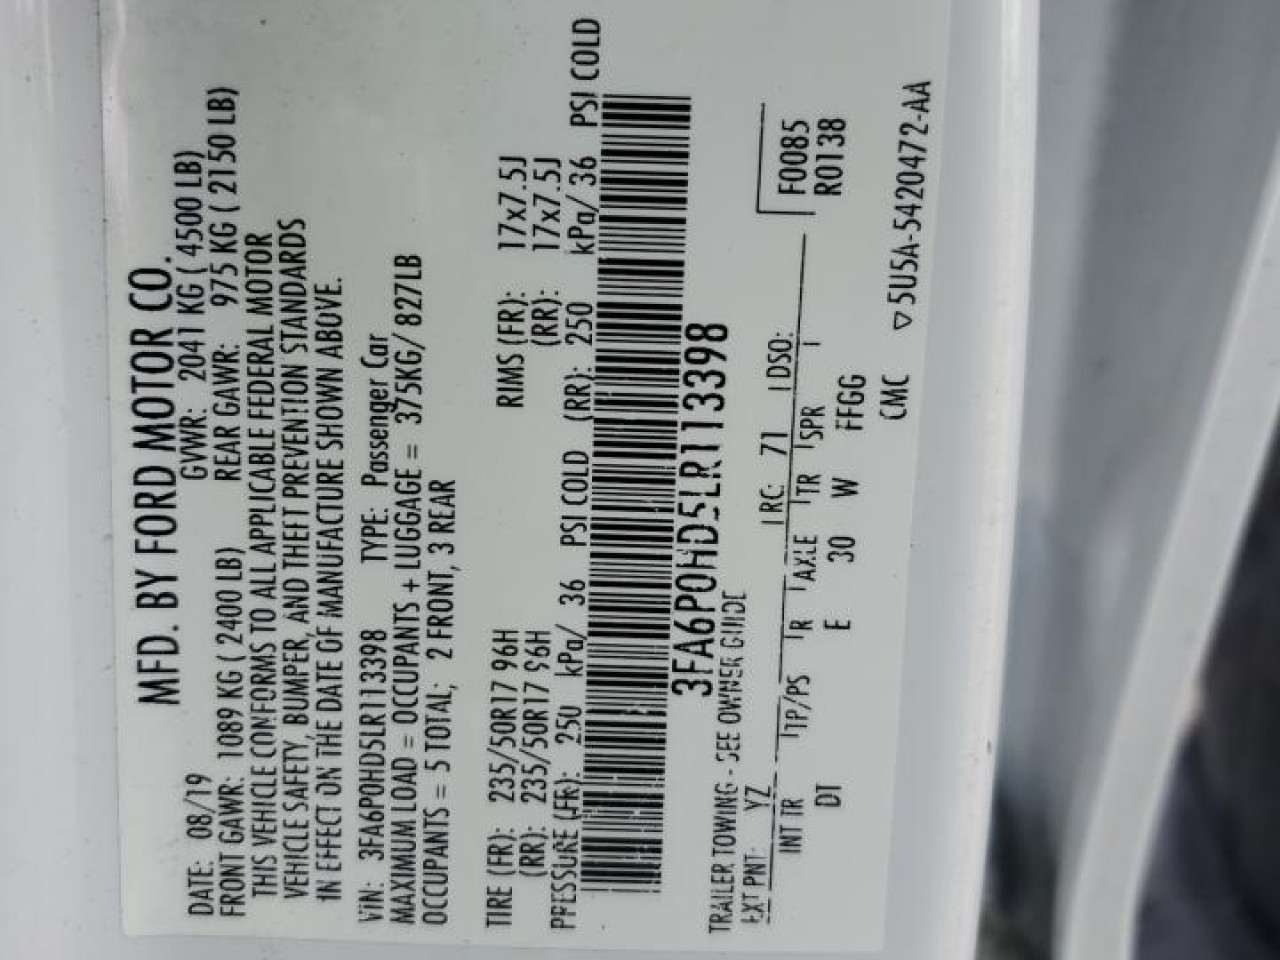 MFD. BY FORD MOTOR CO.
DATE: 08/19 GVWR: 2041 KG ( 4500 LB)
FRONT GAWR: 1089 KG ( 2400 LB) REAR GAWR: 975 KG ( 2150 LB)
THIS VEHICLE CONFORMS TO ALL APPLICABLE FEDERAL MOTOR
VEHICLE SAFETY, BUMPER, AND THEFT PREVENTION STANDARDS
IN EFFECT ON THE DATE OF MANUFACTURE SHOWN ABOVE.
VIN: 3FA6P0HD5LR113398 TYPE: Passenger Car
MAXIMUM LOAD = OCCUPANTS + LUGGAGE = 375KG/ 827LB
OCCUPANTS = 5 TOTAL; 2 FRONT, 3 REAR
TIRE (FR): 235/50R17 96H RIMS (FR): 17x7.5J
(RR): 235/50R17 96H (RR): 17x7.5J
PRESSURE (FR): 250 kPa/ 36 PSI COLD (RR): 250 kPa/ 36 PSI COLD
3FA6P0HD5LR113398
TRAILER TOWING - SEE OWNER GUIDE
EXT PNT: YZ RC: 71 DSO:
F0085
INT TR TP/PS R AXLE TR SPR R0138
DT E 30 W FFGG
CMC ▽ 5U5A-5420472-AA